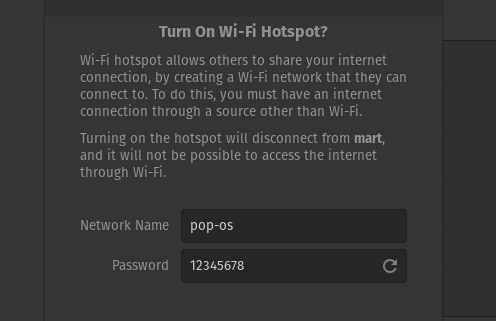 Turn On Wi-Fi Hotspot?
Wi-Fi hotspot allows others to share your internet
connection, by creating a Wi-Fi network that they can
connect to. To do this, you must have an internet
connection through a source other than Wi-Fi.
Turning on the hotspot will disconnect from mart,
and it will not be possible to access the internet
through Wi-Fi.
Network Name pop-os
Password 12345678